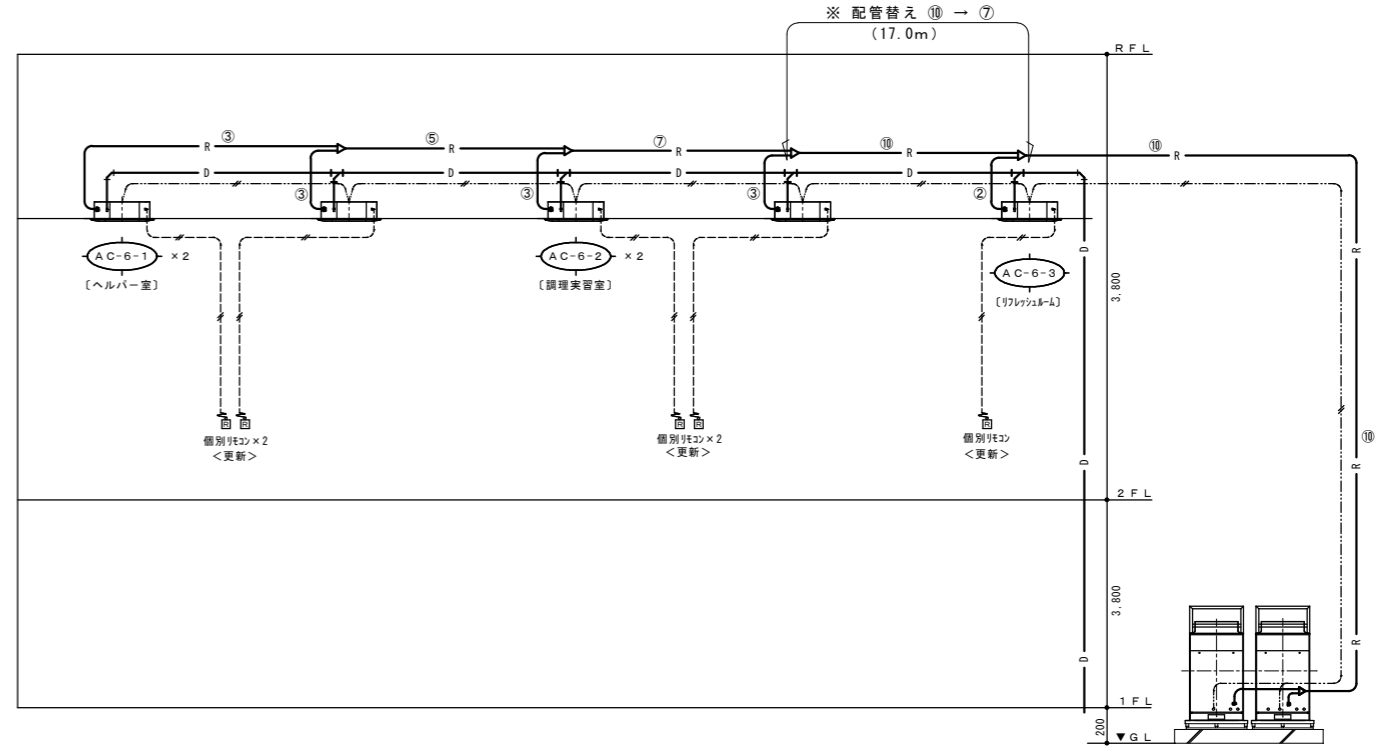 ※ 配管替え ⑩ → ⑦
(17.0m)
RFL
③ ⑤ ⑦ ⑩ ⑩
R R R R R
D D D D
③ ③ ③ ②
AC-6-1 ×2
〔ヘルパー室〕
AC-6-2 ×2
〔調理実習室〕
AC-6-3
〔リフレッシュルーム〕
D
R
3,800
R R R
個別リモコン×2
<更新>
個別リモコン×2
<更新>
個別リモコン
<更新>
⑩
R
D
2FL
3,800
D
R
1FL
200
▼GL